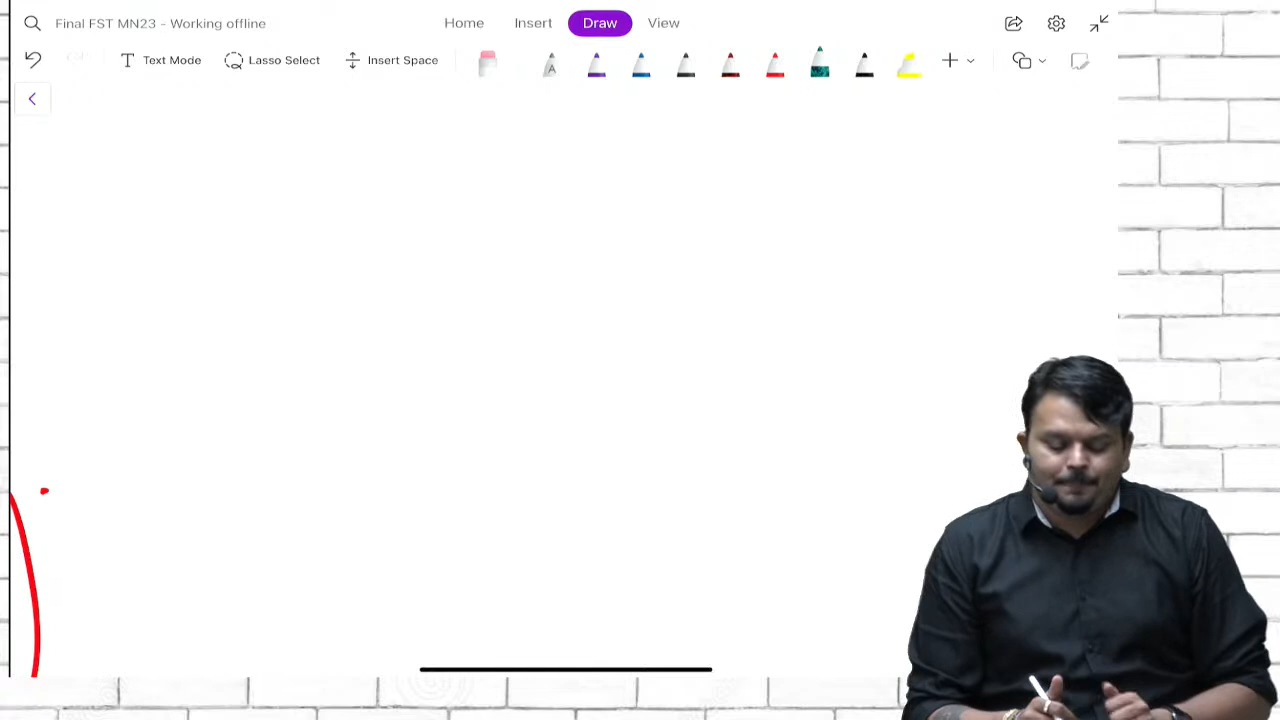 Final FST MN23 - Working offline
Home
Insert
Draw
View
Text Mode
Lasso Select
Insert Space
A